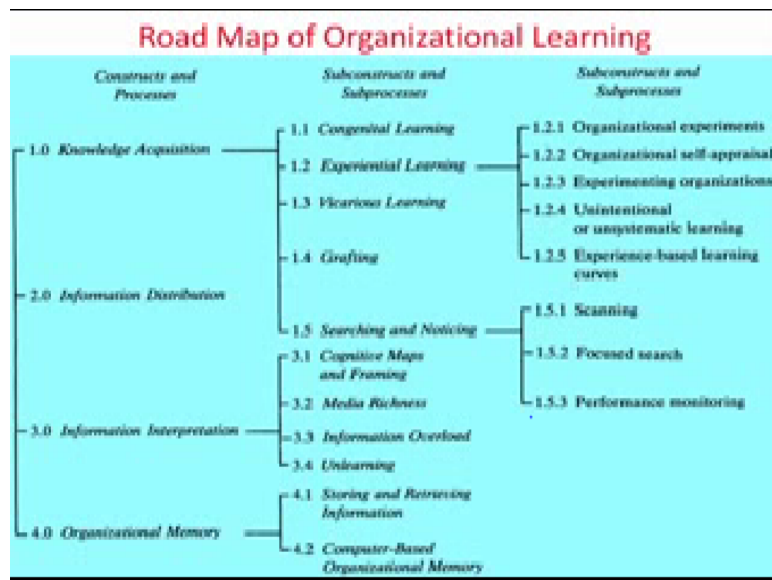 Road Map of Organizational Learning
Constructs and
Processes
Subconstructs and
Subprocesses
Subconstructs and
Subprocesses
1.0 Knowledge Acquisition
1.1 Congenital Learning
1.2 Experiential Learning
1.2.1 Organizational experiments
1.2.2 Organizational self-appraisal
1.2.3 Experimenting organizations
1.2.4 Unintentional
or unsystematic learning
1.2.5 Experience-based learning
curves
1.3 Vicarious Learning
1.4 Grafting
1.5 Searching and Noticing
1.5.1 Scanning
1.5.2 Focused search
1.5.3 Performance monitoring
2.0 Information Distribution
3.0 Information Interpretation
3.1 Cognitive Maps
and Framing
3.2 Media Richness
3.3 Information Overload
3.4 Unlearning
4.0 Organizational Memory
4.1 Storing and Retrieving
Information
4.2 Computer-Based
Organizational Memory